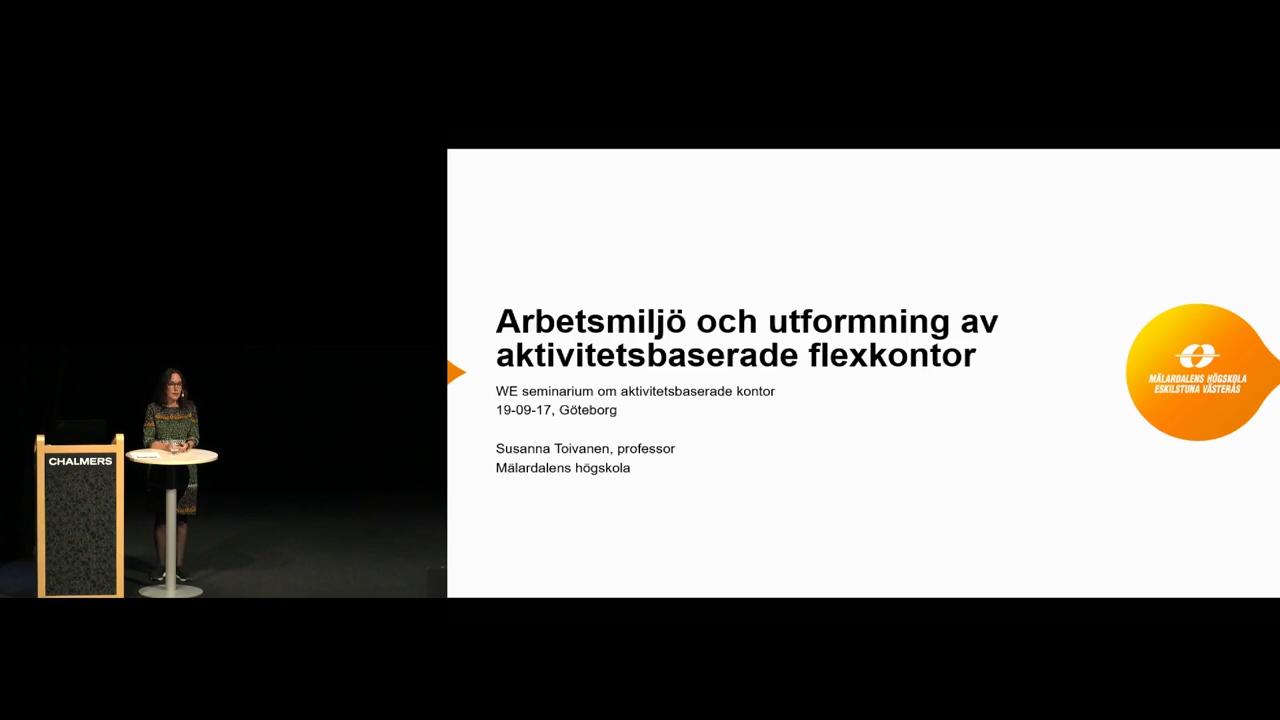 Arbetsmiljö och utformning av
aktivitetsbaserade flexkontor
WE seminarium om aktivitetsbaserade kontor
19-09-17, Göteborg
Susanna Toivanen, professor
Mälardalens högskola
MÄLARDALENS HÖGSKOLA
ESKILSTUNA VÄSTERÅS
CHALMERS